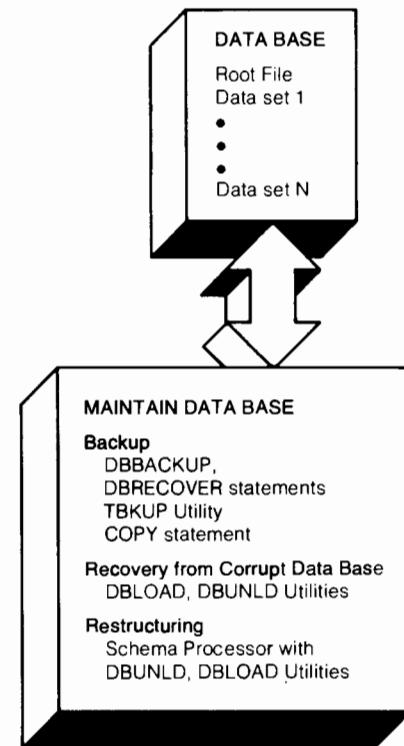 DATA BASE
Root File
Data set 1
•
•
•
Data set N
MAINTAIN DATA BASE
Backup
DBBACKUP,
DBRECOVER statements
TBKUP Utility
COPY statement
Recovery from Corrupt Data Base
DBLOAD, DBUNLD Utilities
Restructuring
Schema Processor with
DBUNLD, DBLOAD Utilities